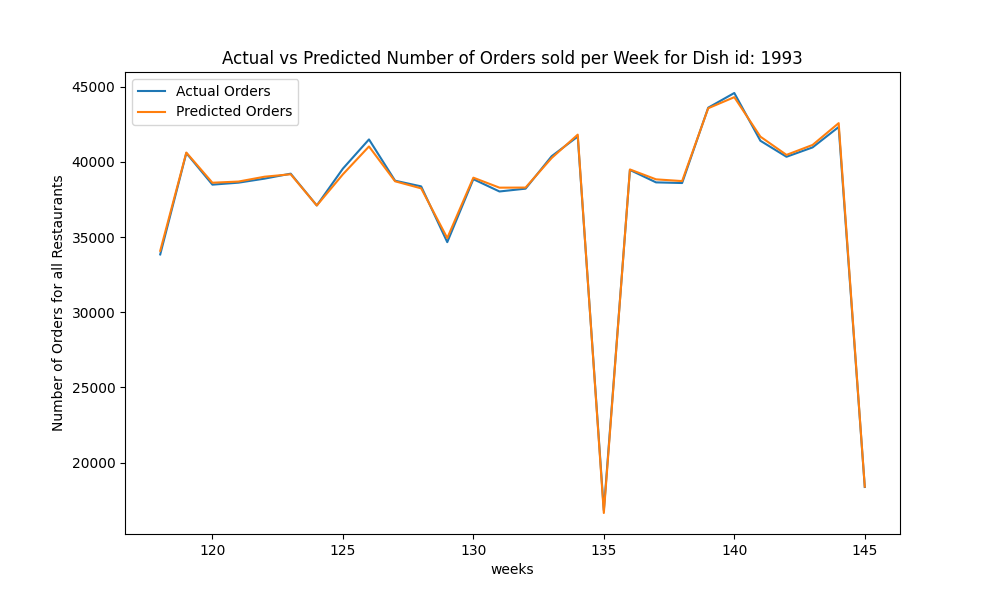 Actual vs Predicted Number of Orders sold per Week for Dish id: 1993
Actual Orders
Predicted Orders
Number of Orders for all Restaurants
45000
40000
35000
30000
25000
20000
120 125 130 135 140 145
weeks